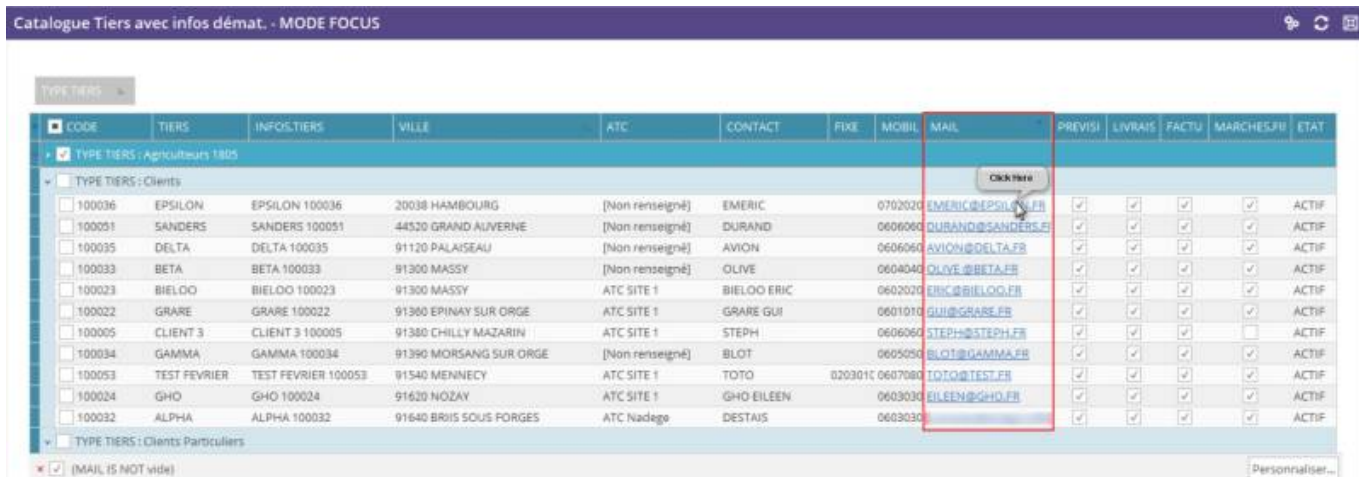 Catalogue Tiers avec infos démat. - MODE FOCUS
TYPE TIERS
CODE TIERS INFOS.TIERS VILLE ATC CONTACT FIXE MOBIL MAIL PREVISI LIVRAIS FACTU MARCHES,FII ETAT
TYPE TIERS : Agriculteurs 1805
TYPE TIERS : Clients
Click Here
100036 EPSILON EPSILON 100036 20038 HAMBOURG [Non renseigné] EMERIC 0702020 EMERIC@EPSILON.FR ACTIF
100051 SANDERS SANDERS 100051 44520 GRAND AUVERNE [Non renseigné] DURAND 0606060 DURAND@SANDERS.FI ACTIF
100035 DELTA DELTA 100035 91120 PALAISEAU [Non renseigné] AVION 0606060 AVION@DELTA.FR ACTIF
100033 BETA BETA 100033 91300 MASSY [Non renseigné] OLIVE 0604040 OLIVE @BETA.FR ACTIF
100023 BIELOO BIELOO 100023 91300 MASSY ATC SITE 1 BIELOO ERIC 0602020 ERIC@BIELOO.FR ACTIF
100022 GRARE GRARE 100022 91360 EPINAY SUR ORGE ATC SITE 1 GRARE GUI 0601010 GUI@GRARE.FR ACTIF
100005 CLIENT 3 CLIENT 3 100005 91380 CHILLY MAZARIN ATC SITE 1 STEPH 0606060 STEPH@STEPH.FR ACTIF
100034 GAMMA GAMMA 100034 91390 MORSANG SUR ORGE [Non renseigné] BLOT 0605050 BLOT@GAMMA.FR ACTIF
100053 TEST FEVRIER TEST FEVRIER 100053 91540 MENNECY ATC SITE 1 TOTO 0203010 0607080 TOTO@TEST.FR ACTIF
100024 GHO GHO 100024 91620 NOZAY ATC SITE 1 GHO EILEEN 0603030 EILEEN@GHO.FR ACTIF
100032 ALPHA ALPHA 100032 91640 BRIIS SOUS FORGES ATC Nadege DESTAIS 0603030 ACTIF
TYPE TIERS : Clients Particuliers
(MAIL IS NOT vide) Personnaliser...